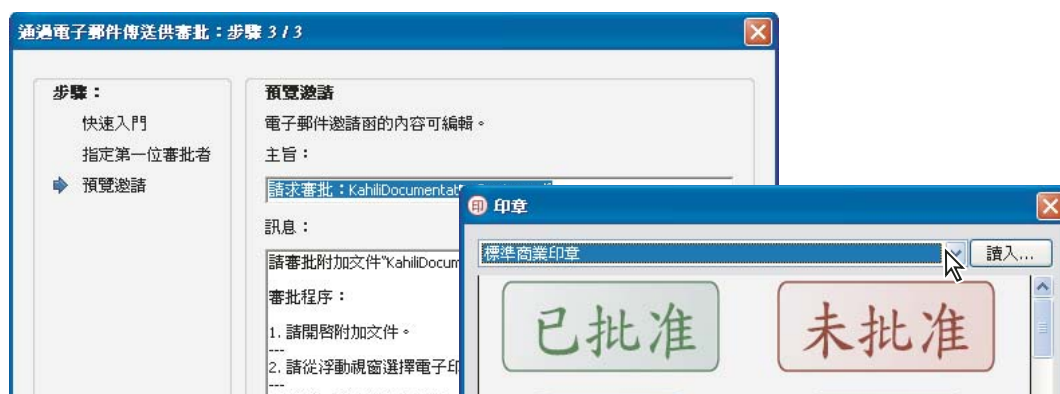 通過電子郵件傳送供審批：步驟 3 / 3
步驟：
快速入門
指定第一位審批者
預覽邀請
預覽邀請
電子郵件邀請函的內容可編輯。
主旨：
請求審批：KahiliDocumentat
訊息：
請審批附加文件"KahiliDocum
審批程序：
1. 請開啓附加文件。
---
2. 請從浮動視窗選擇電子印
---
印 印章
標準商業印章
讀入...
已批准
未批准